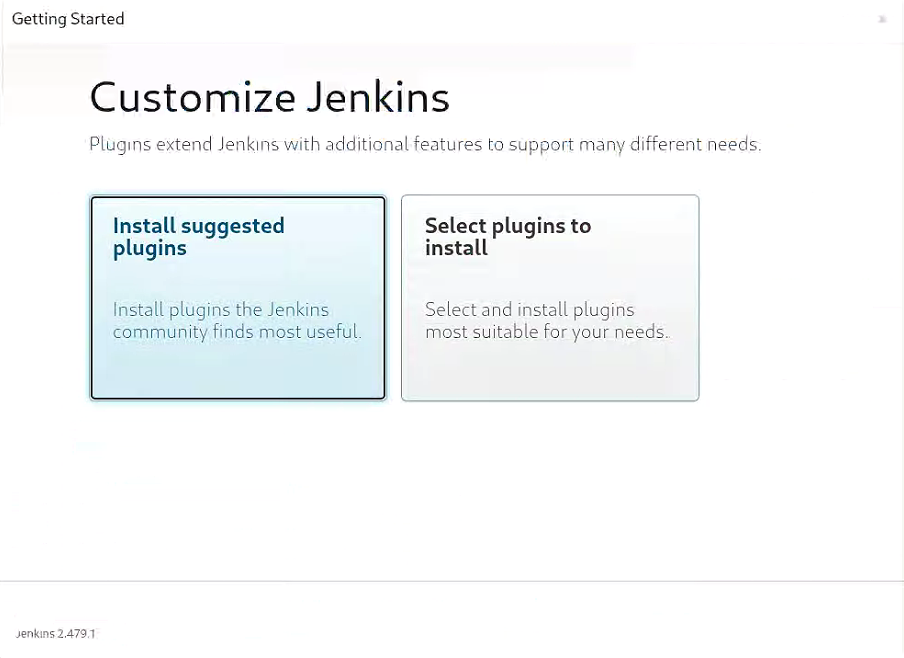 Getting Started
Customize Jenkins
Plugins extend Jenkins with additional features to support many different needs.
Install suggested
plugins
Install plugins the Jenkins
community finds most useful.
Select plugins to
install
Select and install plugins
most suitable for your needs.
Jenkins 2.479.1